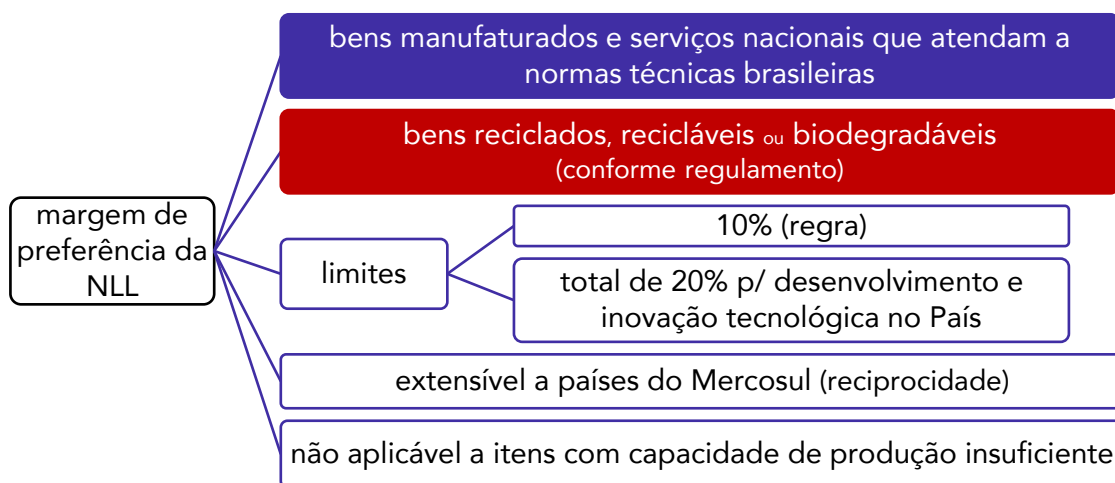 bens manufaturados e serviços nacionais que atendam a
normas técnicas brasileiras
bens reciclados, recicláveis ou biodegradáveis
(conforme regulamento)
margem de
preferência da
NLL
limites
10% (regra)
total de 20% p/ desenvolvimento e
inovação tecnológica no País
extensível a países do Mercosul (reciprocidade)
não aplicável a itens com capacidade de produção insuficiente